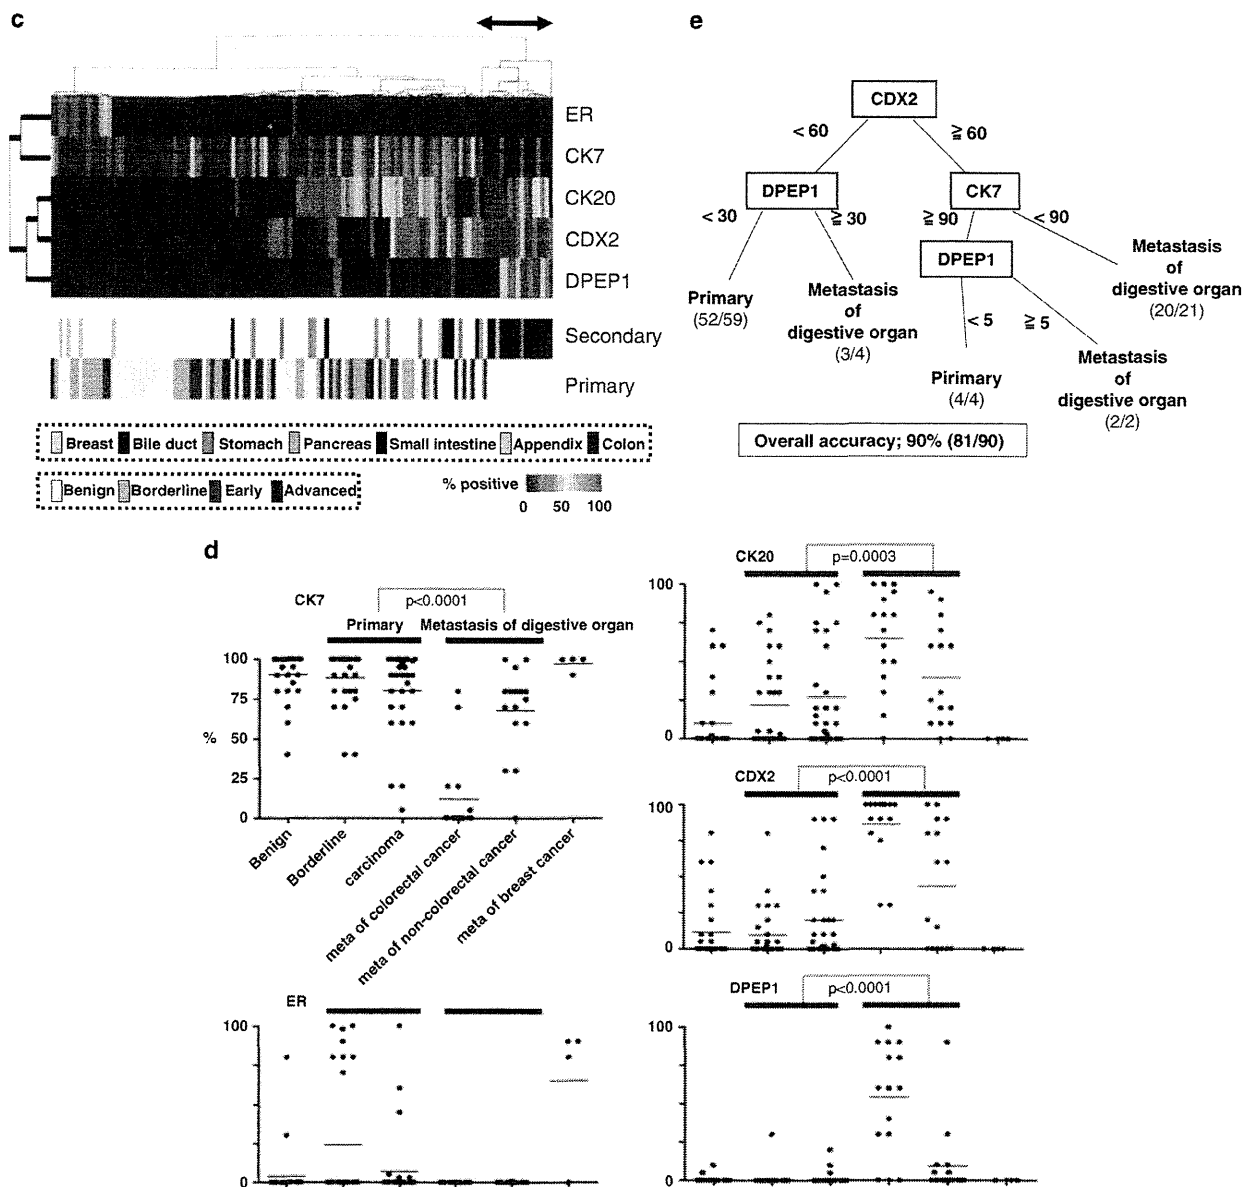 c
ER
CK7
CK20
CDX2
DPEP1
Secondary
Primary
Breast Bile duct Stomach Pancreas Small intestine Appendix Colon
Benign Borderline Early Advanced
% positive
0 50 100
e
CDX2
< 60
≧ 60
DPEP1
CK7
< 30
≧ 30
≧ 90
< 90
DPEP1
Primary
(52/59)
Metastasis
of
digestive organ
(3/4)
< 5
≧ 5
Metastasis
of
digestive organ
(20/21)
Pirimary
(4/4)
Metastasis
of
digestive organ
(2/2)
Overall accuracy; 90% (81/90)
d
CK7
p<0.0001
Primary
Metastasis of digestive organ
100
75
%
50
25
0
Benign
Borderline
carcinoma
meta of colorectal cancer
meta of non-colorectal cancer
meta of breast cancer
ER
100
0
CK20
p=0.0003
100
0
CDX2
p<0.0001
100
0
DPEP1
p<0.0001
100
0